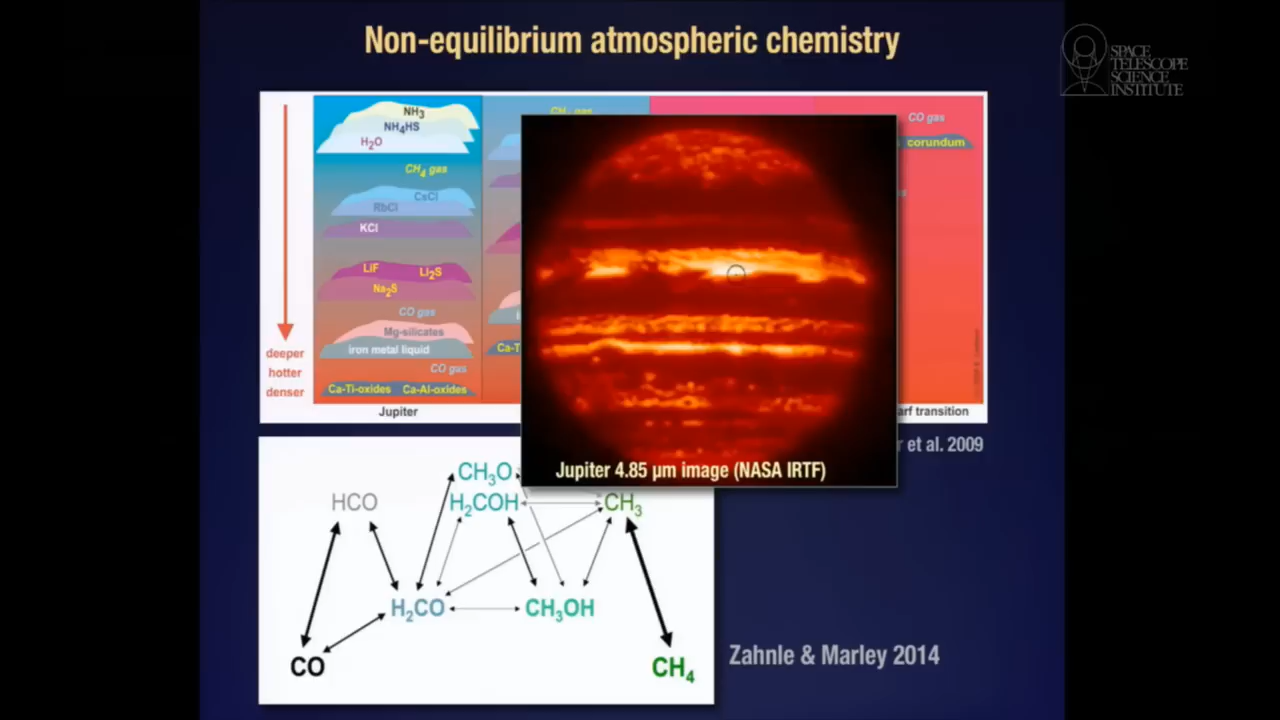 Non-equilibrium atmospheric chemistry
SPACE
TELESCOPE
SCIENCE
INSTITUTE
NH3
NH4HS
H2O
CH4 gas
CsCl
RbCl
KCl
LiF
Li2S
Na2S
CO gas
Mg-silicates
iron metal liquid
CO gas
Ca-Ti-oxides
Ca-Al-oxides
deeper
hotter
denser
Jupiter
gas
Ca-T
CO gas
corundum
arf transition
r et al. 2009
Jupiter 4.85 µm image (NASA IRTF)
CH3O
HCO
H2COH
CH3
H2CO
CH3OH
CO
CH4
Zahnle & Marley 2014